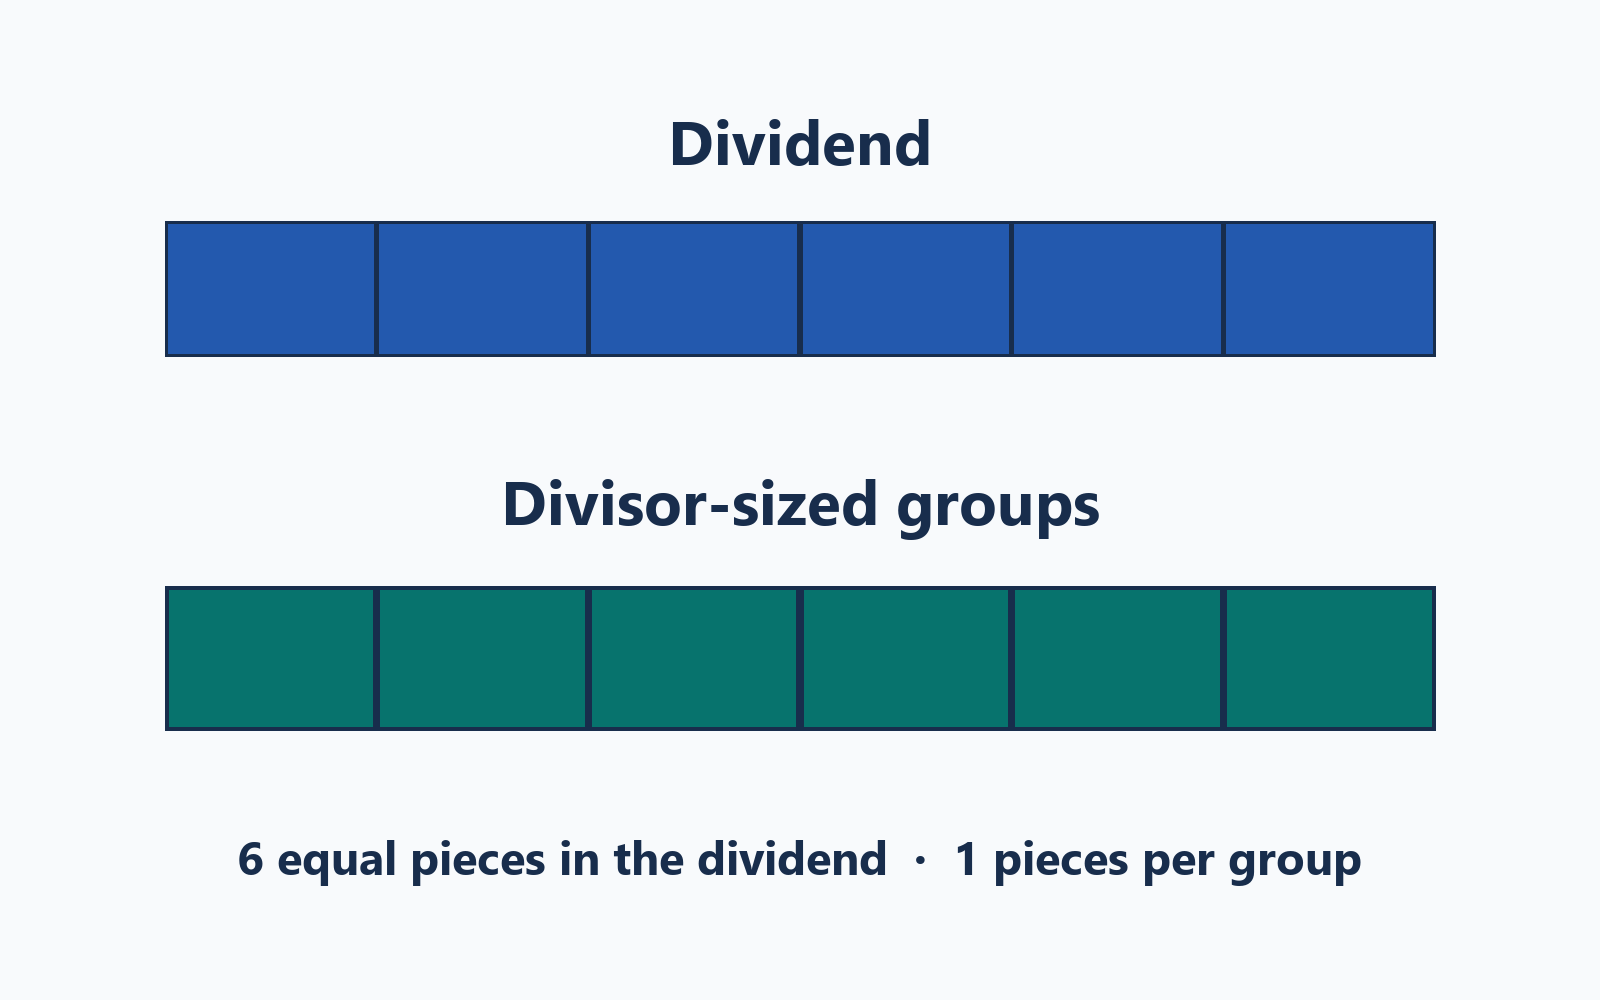 Dividend
Divisor-sized groups
6 equal pieces in the dividend · 1 pieces per group